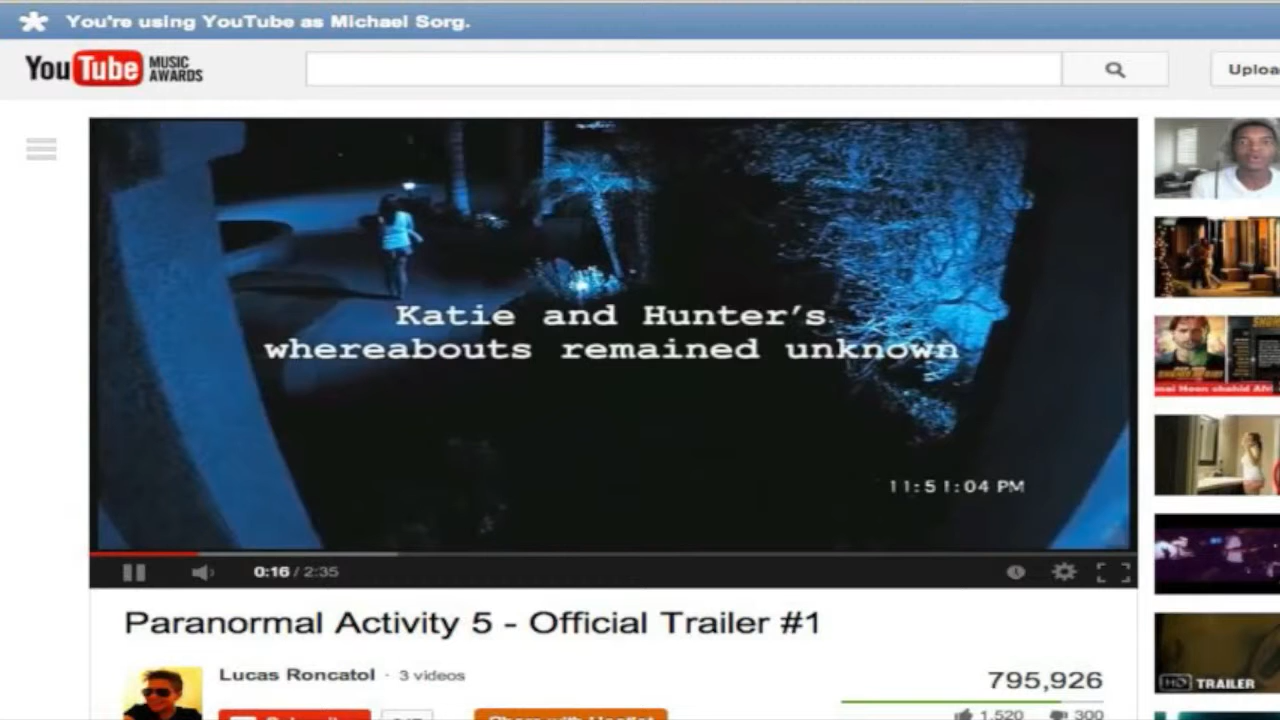 You're using YouTube as Michael Sorg.
YouTube MUSIC AWARDS
Uploa
Katie and Hunter's
whereabouts remained unknown
11:51:04 PM
0:16 / 2:35
Paranormal Activity 5 - Official Trailer #1
Lucas Roncatol · 3 videos
795,926
1,520 300
HD TRAILER